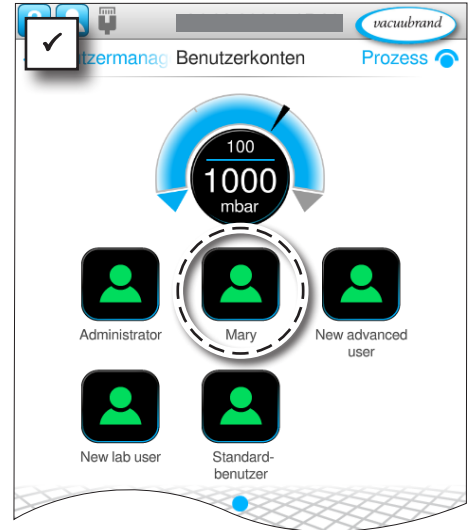 vacuubrand
tzermanag Benutzerkonten Prozess
100
1000
mbar
Administrator Mary New advanced
user
New lab user Standard-
benutzer